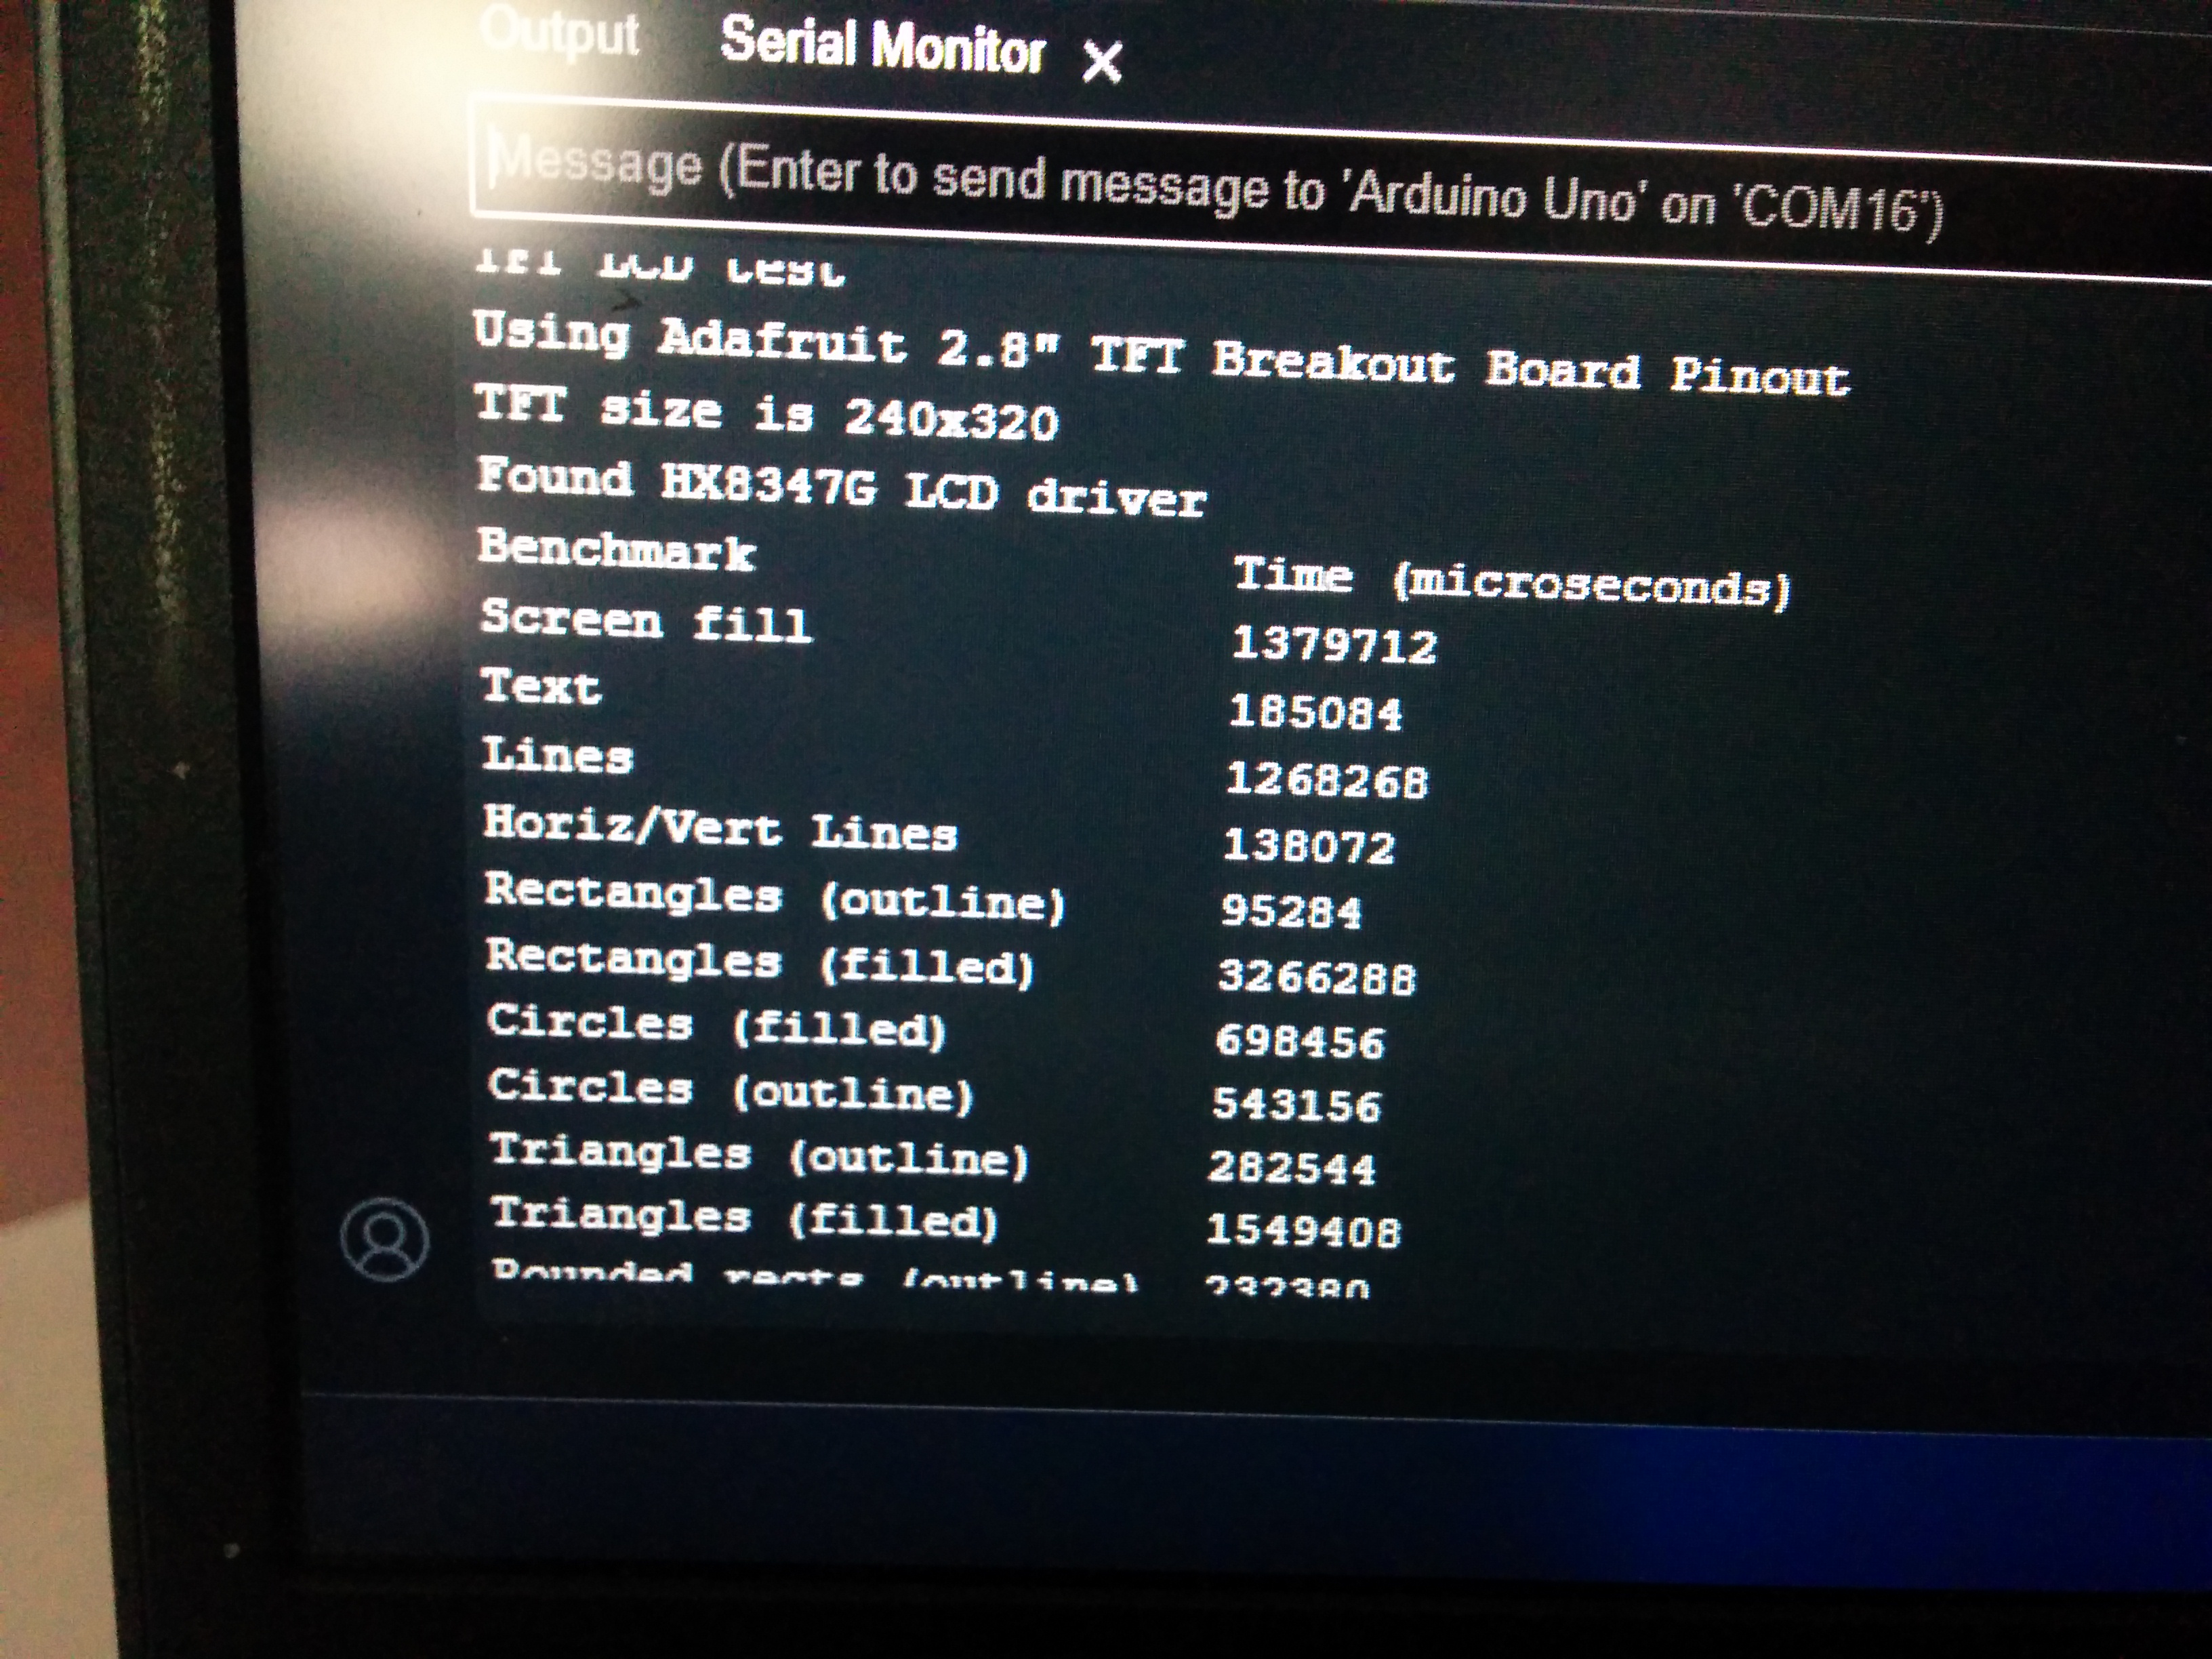 Output Serial Monitor X
Message (Enter to send message to 'Arduino Uno' on 'COM16')
TFT LCD test
Using Adafruit 2.8" TFT Breakout Board Pinout
TFT size is 240x320
Found HX8347G LCD driver
Benchmark Time (microseconds)
Screen fill 1379712
Text 185084
Lines 1268268
Horiz/Vert Lines 138072
Rectangles (outline) 95284
Rectangles (filled) 3266288
Circles (filled) 698456
Circles (outline) 543156
Triangles (outline) 282544
Triangles (filled) 1549408
Rounded rects (outline)